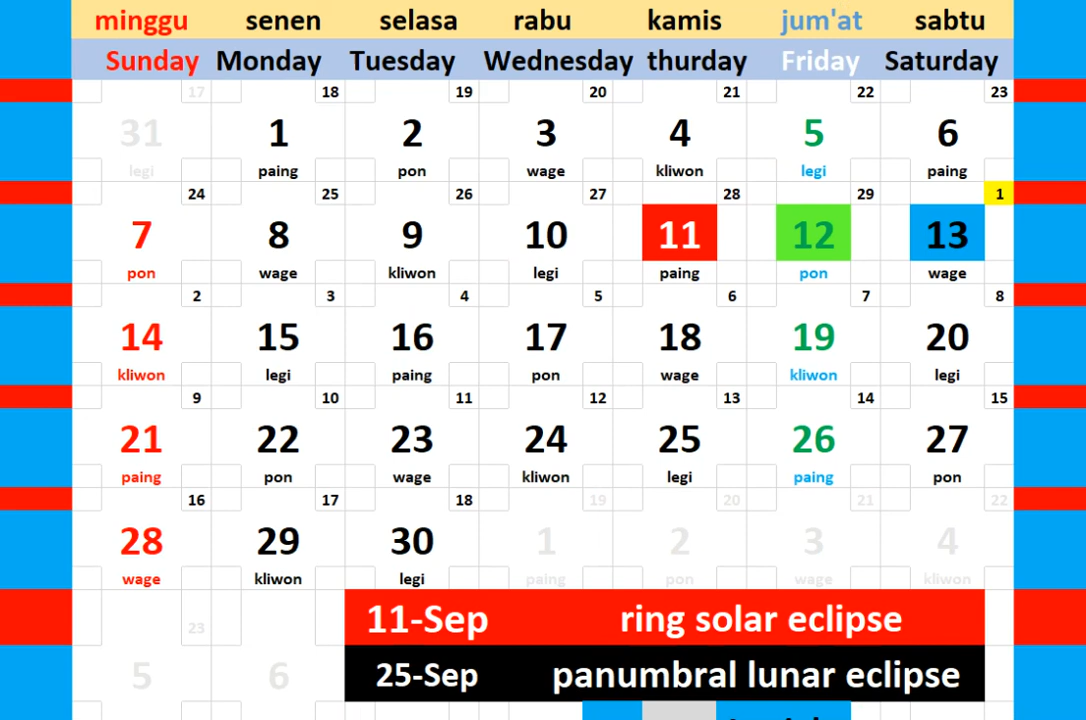 minggu senen selasa rabu kamis jum'at sabtu
Sunday Monday Tuesday Wednesday thurday Friday Saturday
17 18 19 20 21 22 23
31 1 2 3 4 5 6
legi paing pon wage kliwon legi paing
24 25 26 27 28 29 1
7 8 9 10 11 12 13
pon wage kliwon legi paing pon wage
2 3 4 5 6 7 8
14 15 16 17 18 19 20
kliwon legi paing pon wage kliwon legi
9 10 11 12 13 14 15
21 22 23 24 25 26 27
paing pon wage kliwon legi paing pon
16 17 18 19 20 21 22
28 29 30 1 2 3 4
wage kliwon legi paing pon wage kliwon
23
11-Sep ring solar eclipse
5 6
25-Sep panumbral lunar eclipse